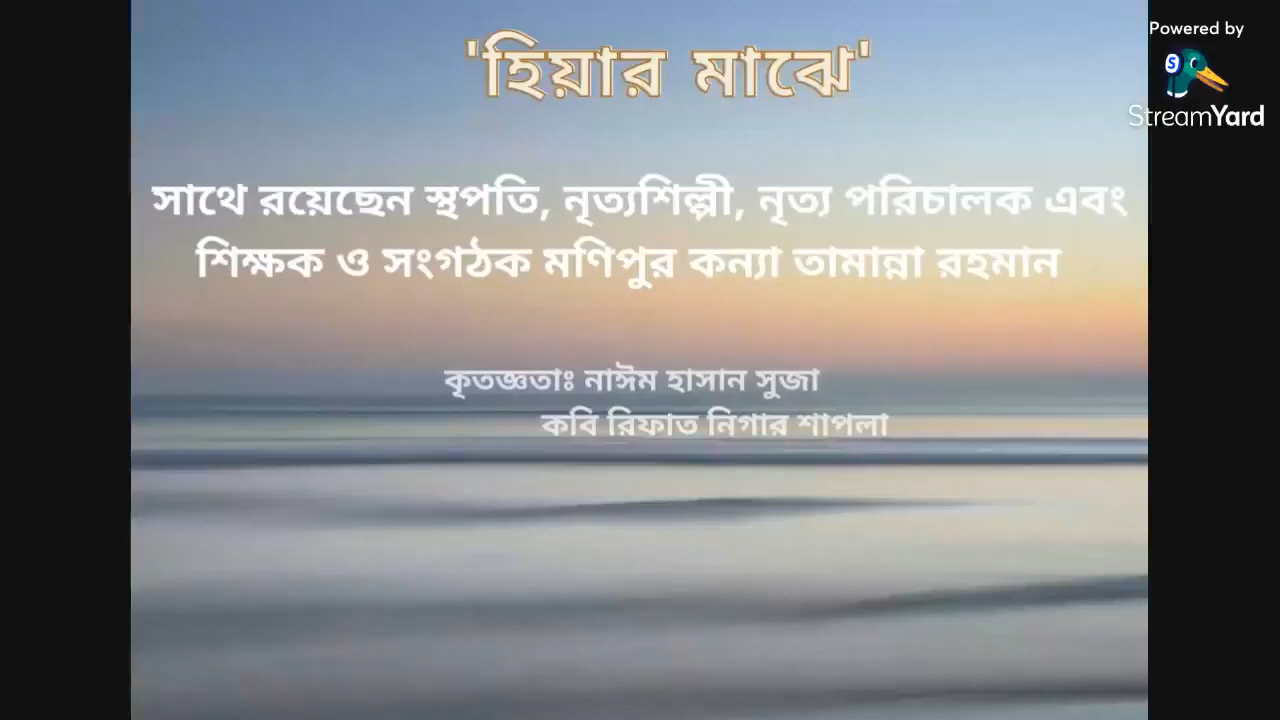 'হিয়ার মাঝে'
Powered by
StreamYard
সাথে রয়েছেন স্থপতি, নৃত্যশিল্পী, নৃত্য পরিচালক এবং
শিক্ষক ও সংগঠক মণিপুর কন্যা তামান্না রহমান
কৃতজ্ঞতাঃ নাঈম হাসান সুজা
কবি রিফাত নিগার শাপলা